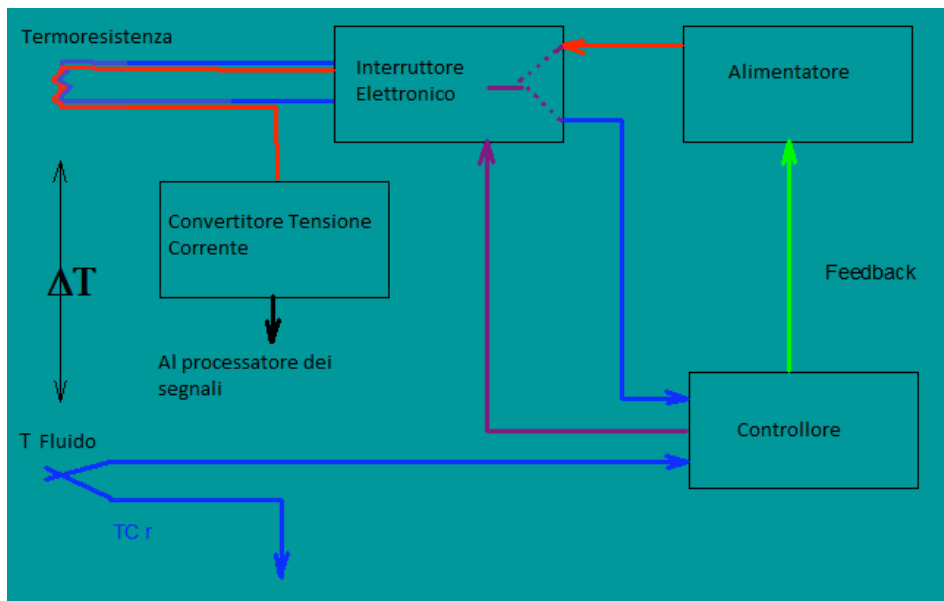 Termoresistenza
Interruttore
Elettronico
Alimentatore
Convertitore Tensione
Corrente
ΔT
Feedback
Al processatore dei
segnali
Controllore
T Fluido
TC r